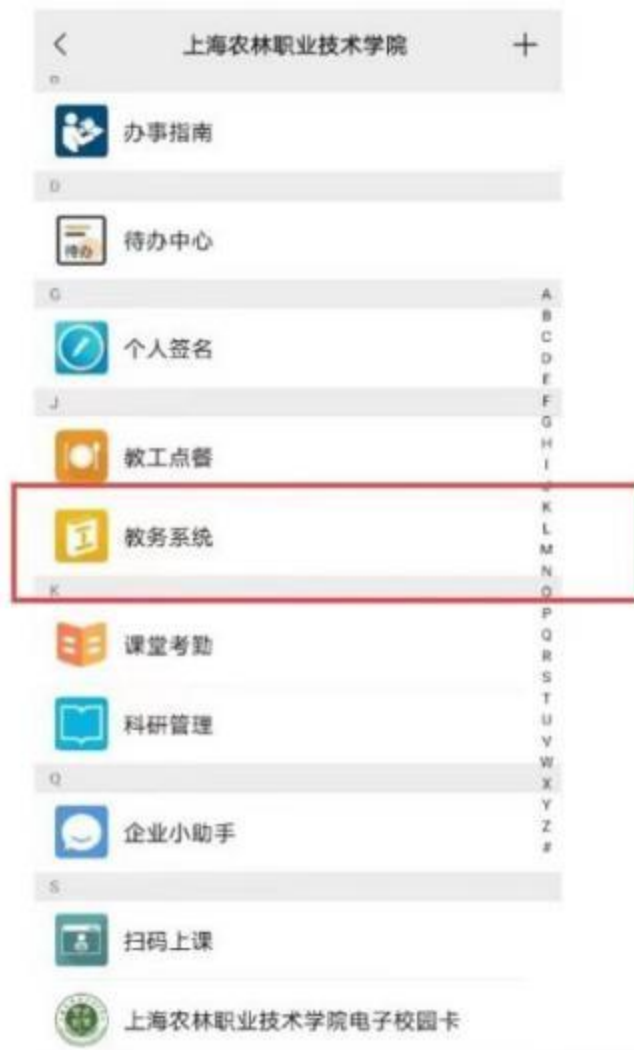 上海农林职业技术学院
办事指南
D
待办
待办中心
G
个人签名
J
教工点餐
教务系统
K
课堂考勤
科研管理
Q
企业小助手
S
扫码上课
上海农林职业技术学院电子校园卡
A
B
C
D
E
F
G
H
I
J
K
L
M
N
O
P
Q
R
S
T
U
V
W
X
Y
Z
#